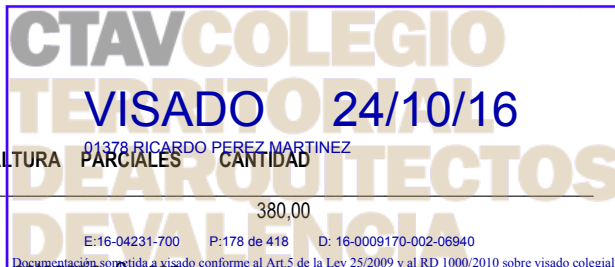 CTAVCOLEGIO
TERRITORIAL
VISADO 24/10/16
01378 RICARDO PEREZ MARTINEZ
ALTURA PARCIALES CANTIDAD
DEARQUITECTOS
380,00
DEVALENCIA
E:16-04231-700 P:178 de 418 D: 16-0009170-002-06940
Documentación sometida a visado conforme al Art.5 de la Ley 25/2009 y al RD 1000/2010 sobre visado colegial